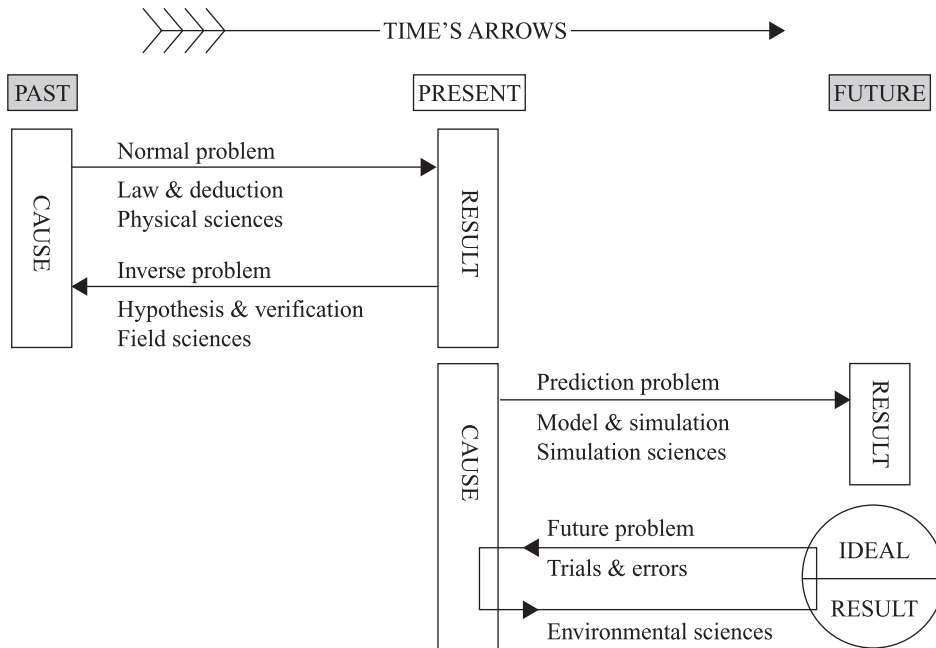 TIME'S ARROWS
PAST
PRESENT
FUTURE
CAUSE
Normal problem
Law & deduction
Physical sciences
Inverse problem
Hypothesis & verification
Field sciences
RESULT
CAUSE
Prediction problem
Model & simulation
Simulation sciences
RESULT
Future problem
Trials & errors
Environmental sciences
IDEAL
RESULT